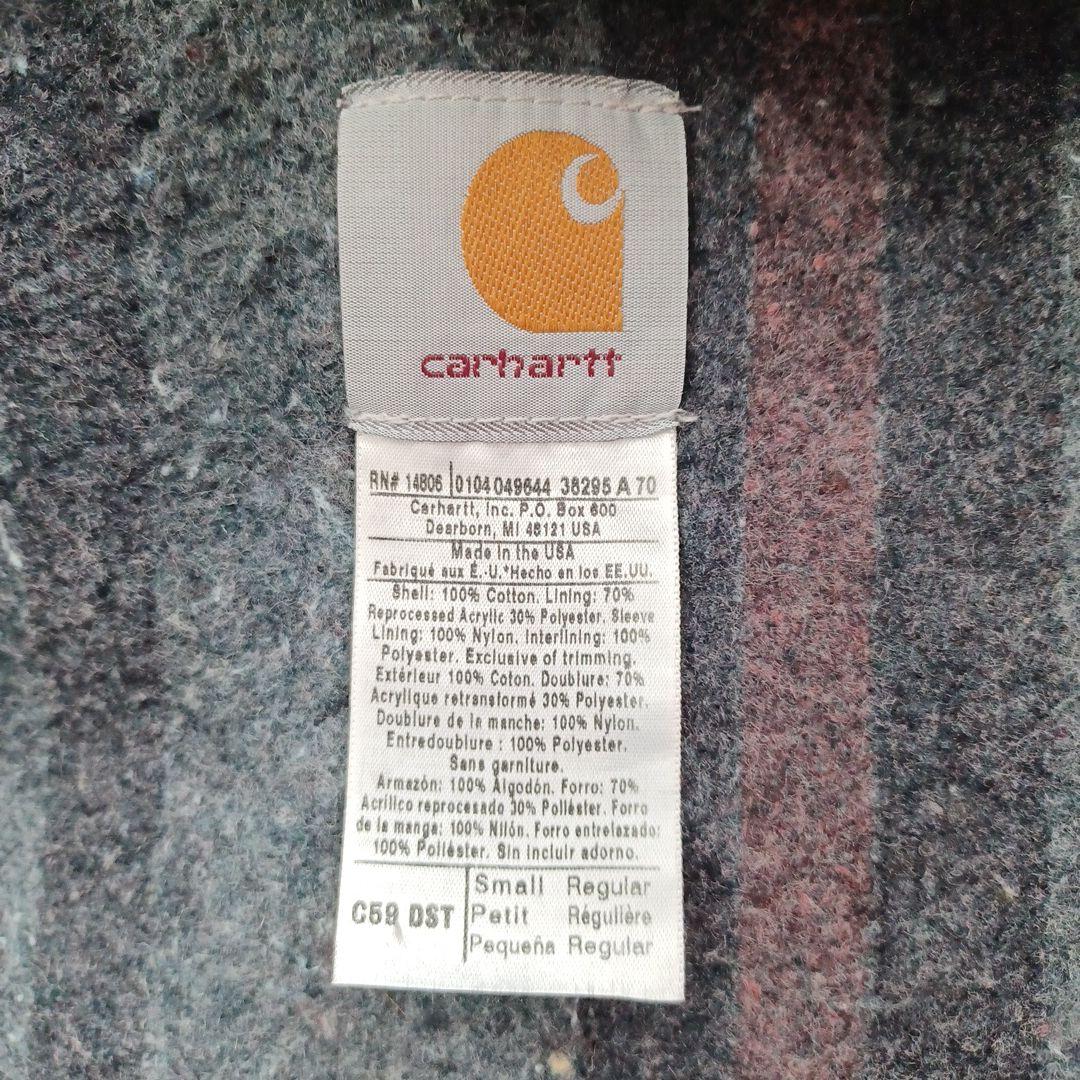 carhartt
RN# 14806 0104 049644 36295 A 70
Carhartt, Inc. P.O. Box 600
Dearborn, MI 48121 USA
Made in the USA
Fabriqué aux É.-U.*Hecho en los EE.UU.
Shell: 100% Cotton. Lining: 70%
Reprocessed Acrylic 30% Polyester. Sleeve
Lining: 100% Nylon. Interlining: 100%
Polyester. Exclusive of trimming.
Extérieur 100% Coton. Doublure: 70%
Acrylique retransformé 30% Polyester.
Doublure de la manche: 100% Nylon.
Entredoublure : 100% Polyester.
Sans garniture.
Armazón: 100% Algodón. Forro: 70%
Acrílico reprocesado 30% Poliéster. Forro
de la manga: 100% Nilón. Forro entrelazado:
100% Poliéster. Sin incluir adorno.
C59 DST
Small Regular
Petit Régulière
Pequeña Regular